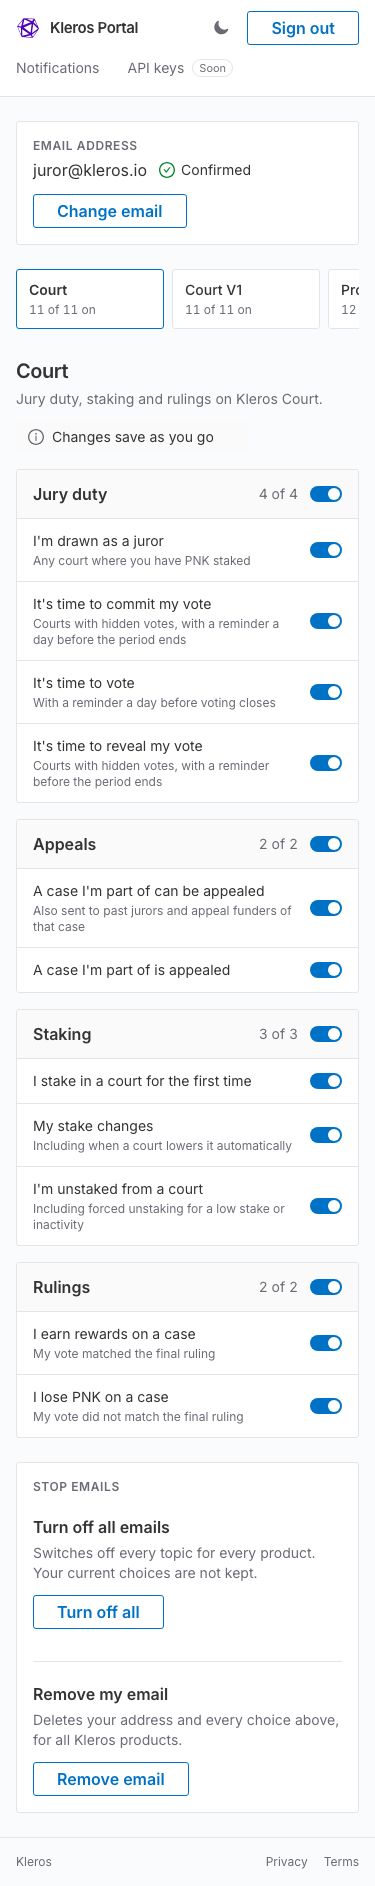 Kleros Portal
Sign out
Notifications
API keys
Soon
EMAIL ADDRESS
juror@kleros.io
Confirmed
Change email
Court
11 of 11 on
Court V1
11 of 11 on
12
Court
Jury duty, staking and rulings on Kleros Court.
Changes save as you go
Jury duty
4 of 4
I'm drawn as a juror
Any court where you have PNK staked
It's time to commit my vote
Courts with hidden votes, with a reminder a
day before the period ends
It's time to vote
With a reminder a day before voting closes
It's time to reveal my vote
Courts with hidden votes, with a reminder
before the period ends
Appeals
2 of 2
A case I'm part of can be appealed
Also sent to past jurors and appeal funders of
that case
A case I'm part of is appealed
Staking
3 of 3
I stake in a court for the first time
My stake changes
Including when a court lowers it automatically
I'm unstaked from a court
Including forced unstaking for a low stake or
inactivity
Rulings
2 of 2
I earn rewards on a case
My vote matched the final ruling
I lose PNK on a case
My vote did not match the final ruling
STOP EMAILS
Turn off all emails
Switches off every topic for every product.
Your current choices are not kept.
Turn off all
Remove my email
Deletes your address and every choice above,
for all Kleros products.
Remove email
Kleros
Privacy
Terms